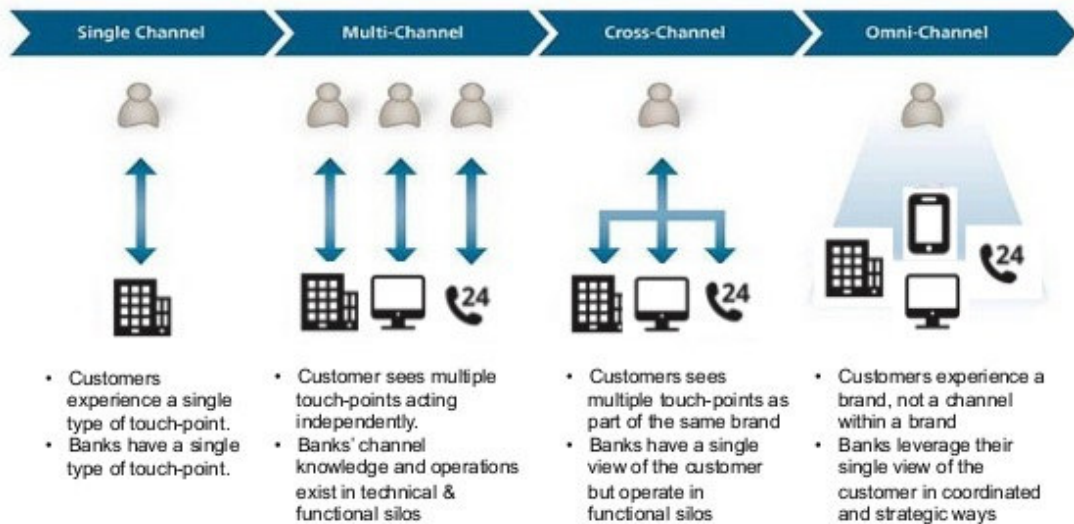 Single Channel
Multi-Channel
Cross-Channel
Omni-Channel
24
24
24
• Customers
experience a single
type of touch-point.
• Banks have a single
type of touch-point.
• Customer sees multiple
touch-points acting
independently.
• Banks' channel
knowledge and operations
exist in technical &
functional silos
• Customers sees
multiple touch-points as
part of the same brand
• Banks have a single
view of the customer
but operate in
functional silos
• Customers experience a
brand, not a channel
within a brand
• Banks leverage their
single view of the
customer in coordinated
and strategic ways